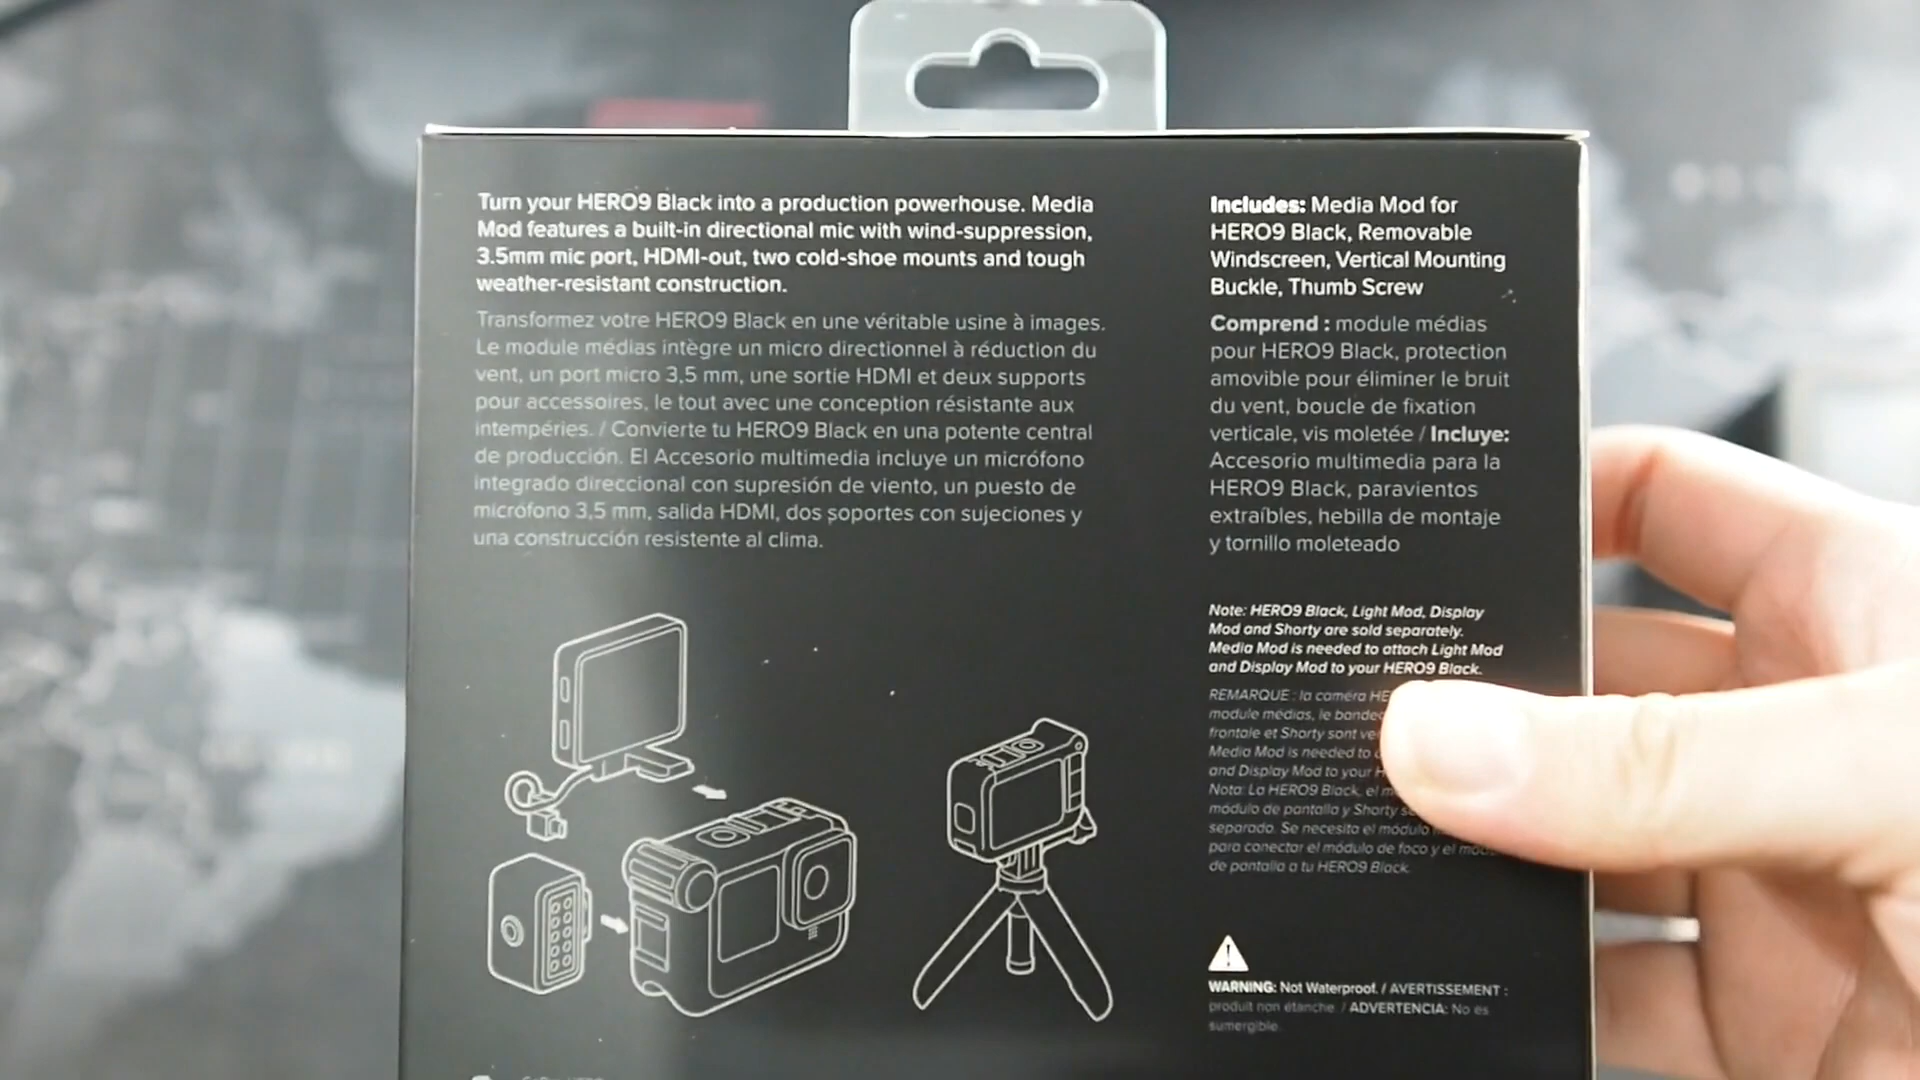 Turn your HERO9 Black into a production powerhouse. Media
Mod features a built-in directional mic with wind-suppression,
3.5mm mic port, HDMI-out, two cold-shoe mounts and tough
weather-resistant construction.
Transformez votre HERO9 Black en une véritable usine à images.
Le module médias intègre un micro directionnel à réduction du
vent, un port micro 3,5 mm, une sortie HDMI et deux supports
pour accessoires, le tout avec une conception résistante aux
intempéries. / Convierte tu HERO9 Black en una potente central
de producción. El Accesorio multimedia incluye un micrófono
integrado direccional con supresión de viento, un puesto de
micrófono 3,5 mm, salida HDMI, dos soportes con sujeciones y
una construcción resistente al clima.
Includes: Media Mod for
HERO9 Black, Removable
Windscreen, Vertical Mounting
Buckle, Thumb Screw
Comprend : module médias
pour HERO9 Black, protection
amovible pour éliminer le bruit
du vent, boucle de fixation
verticale, vis moletée / Incluye:
Accesorio multimedia para la
HERO9 Black, paravientos
extraíbles, hebilla de montaje
y tornillo moleteado
Note: HERO9 Black, Light Mod, Display
Mod and Shorty are sold separately.
Media Mod is needed to attach Light Mod
and Display Mod to your HERO9 Black.
REMARQUE : la caméra
module médias, le
frontale et Shorty sont
Media Mod is needed to
and Display Mod to your
Nota: La HERO9 Black, el
módulo de pantalla y Shorty
separado. Se necesita el módulo
para conectar el módulo de foco y el
de pantalla a tu HERO9 Black.
WARNING: Not Waterproof. / AVERTISSEMENT :
produit non étanche. / ADVERTENCIA: No es
sumergible.